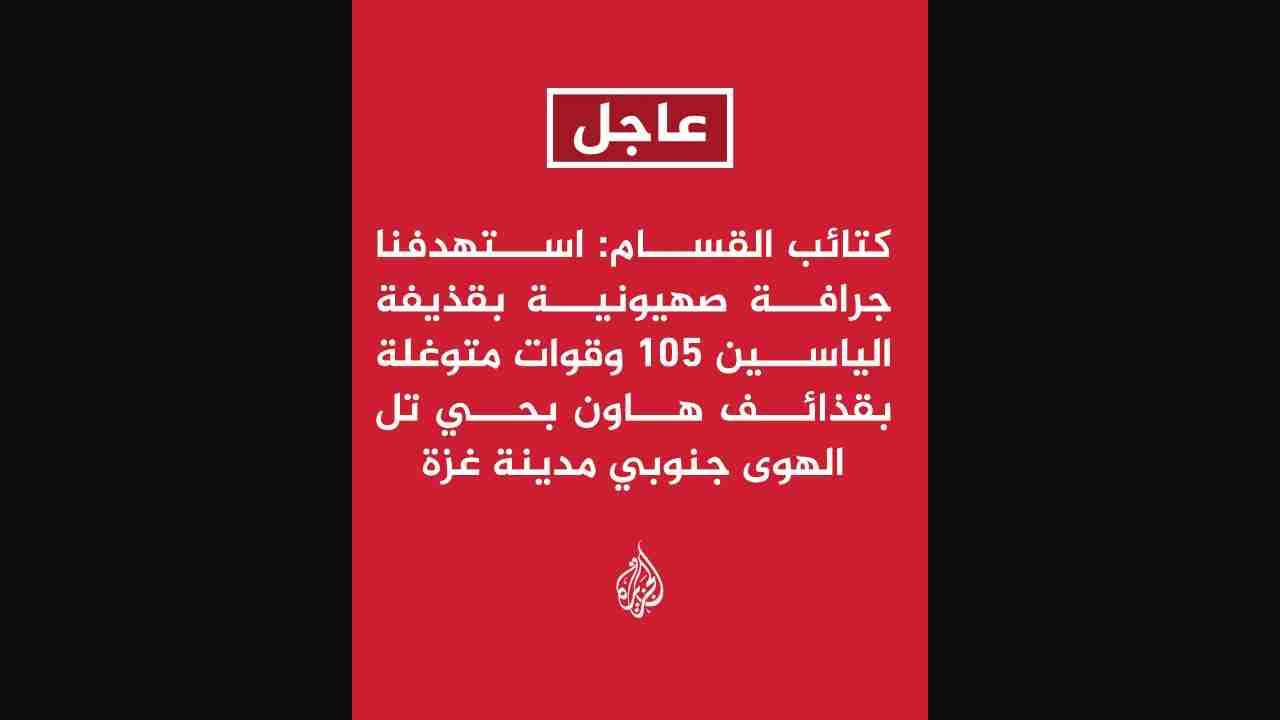 عاجل
كتائب القسام: استهدفنا
جرافة صهيونية بقذيفة
الياسين 105 وقوات متوغلة
بقذائف هاون بحي تل
الهوى جنوبي مدينة غزة
الجزيرة